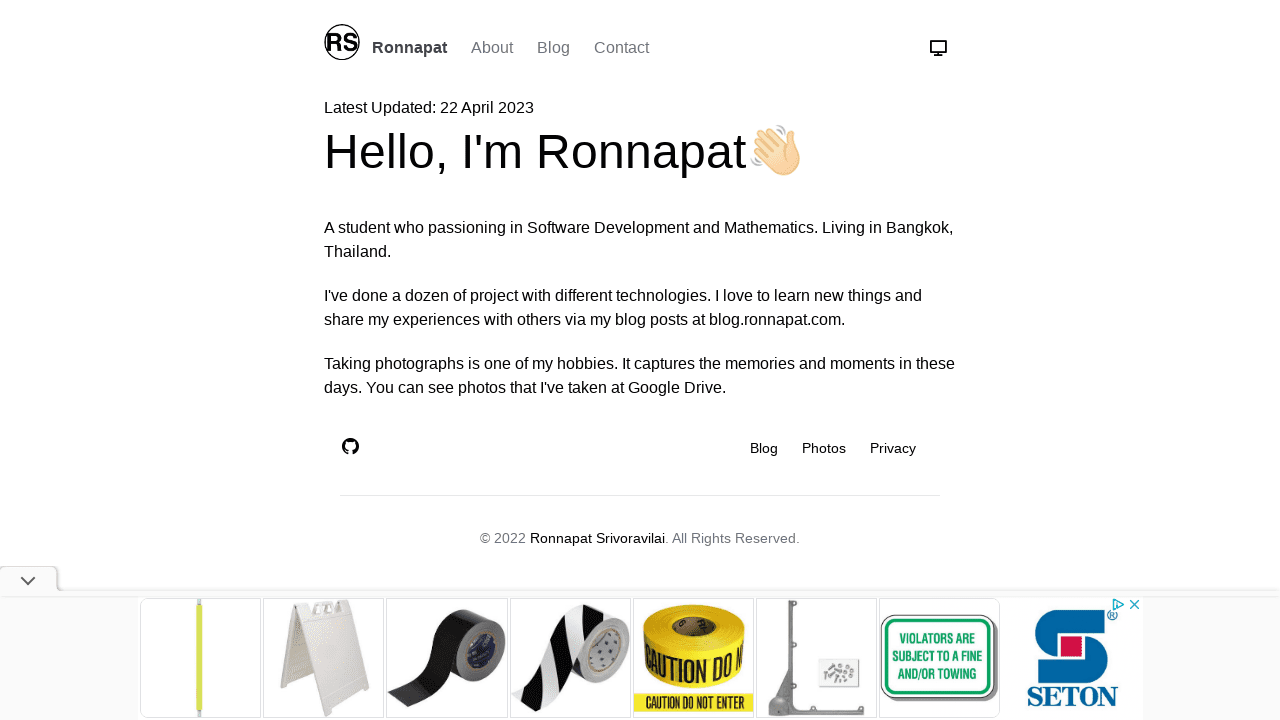 RS Ronnapat About Blog Contact
Latest Updated: 22 April 2023
Hello, I'm Ronnapat
A student who passioning in Software Development and Mathematics. Living in Bangkok,
Thailand.
I've done a dozen of project with different technologies. I love to learn new things and
share my experiences with others via my blog posts at blog.ronnapat.com.
Taking photographs is one of my hobbies. It captures the memories and moments in these
days. You can see photos that I've taken at Google Drive.
Blog Photos Privacy
© 2022 Ronnapat Srivoravilai. All Rights Reserved.
CAUTION DO N
CAUTION DO NOT ENTER
VIOLATORS ARE
SUBJECT TO A FINE
AND/OR TOWING
®
SETON